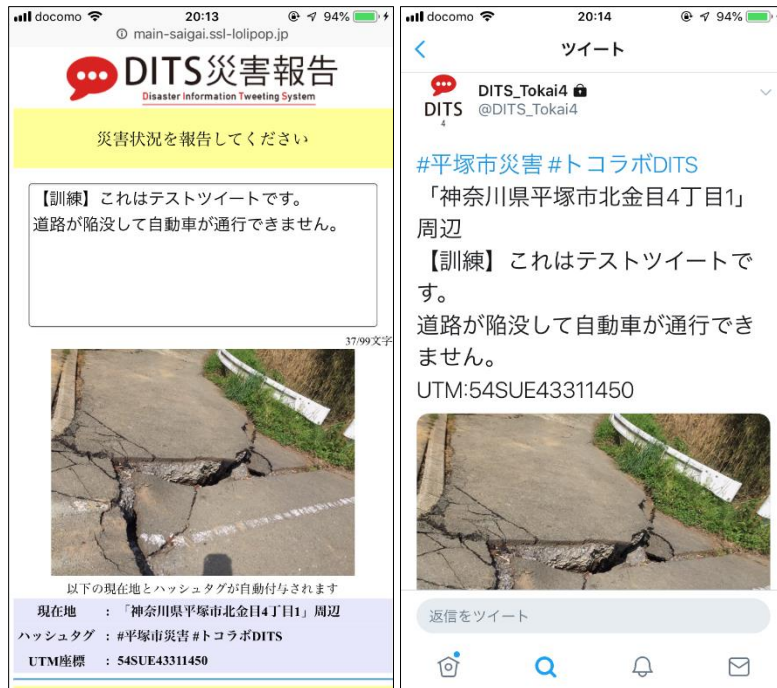 docomo 20:13 94%
main-saigai.ssl-lolipop.jp
DITS災害報告
Disaster Information Tweeting System
災害状況を報告してください
【訓練】これはテストツイートです。
道路が陥没して自動車が通行できません。
37/99文字
以下の現在地とハッシュタグが自動付与されます
現在地 : 「神奈川県平塚市北金目4丁目1」周辺
ハッシュタグ : #平塚市災害 #トコラボDITS
UTM座標 : 54SUE43311450
docomo 20:14 94%
ツイート
DITS
4
DITS_Tokai4
@DITS_Tokai4
#平塚市災害 #トコラボDITS
「神奈川県平塚市北金目4丁目1」
周辺
【訓練】これはテストツイートで
す。
道路が陥没して自動車が通行でき
ません。
UTM:54SUE43311450
返信をツイート